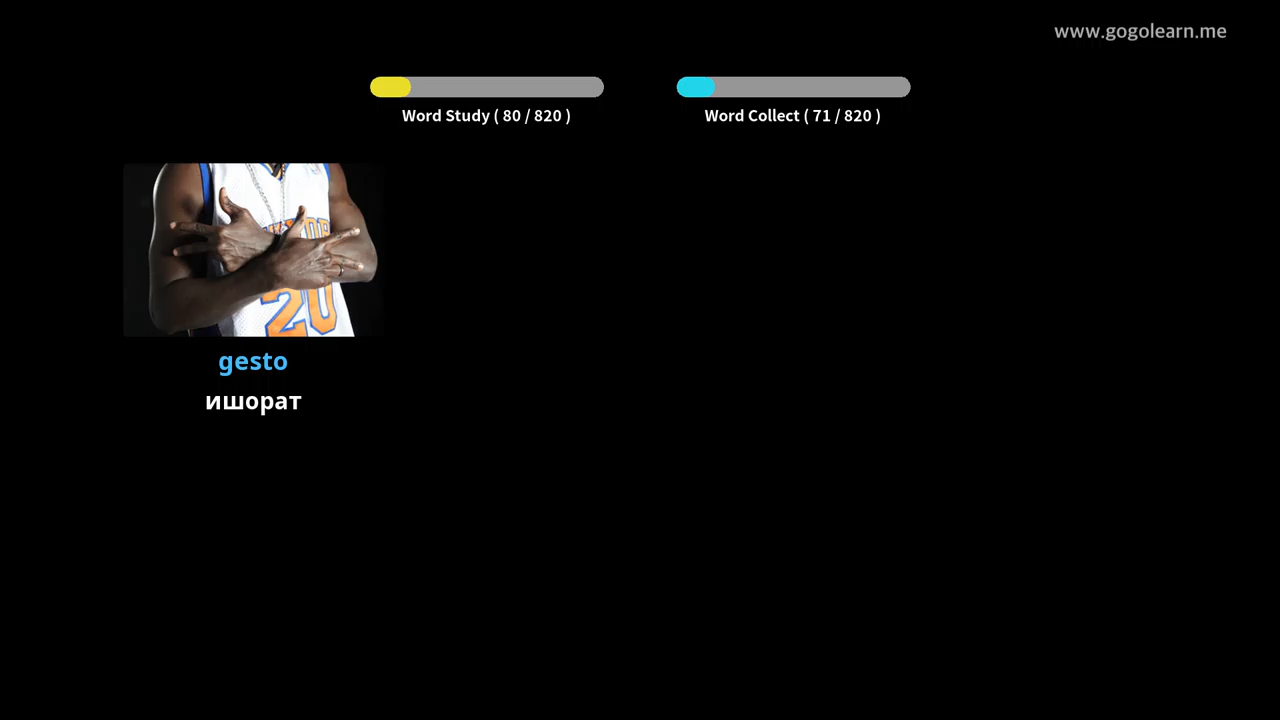 www.gogolearn.me
Word Study ( 80 / 820 )
Word Collect ( 71 / 820 )
20
gesto
ишорат